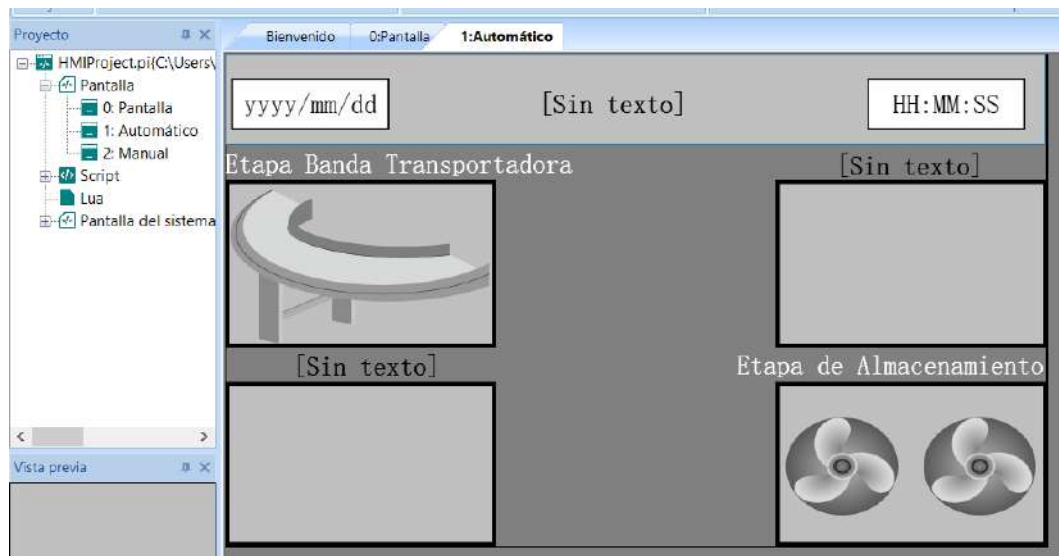 Proyecto
HMIProject.pi(C:\Users\
Pantalla
0: Pantalla
1: Automático
2: Manual
Script
Lua
Pantalla del sistema
Vista previa
Bienvenido 0:Pantalla 1:Automático
yyyy/mm/dd [Sin texto] HH:MM:SS
Etapa Banda Transportadora [Sin texto]
[Sin texto] Etapa de Almacenamiento